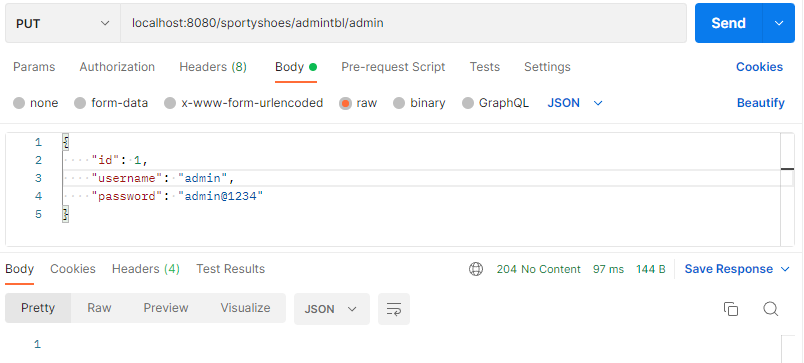 PUT localhost:8080/sportyshoes/admintbl/admin Send
Params Authorization Headers (8) Body Pre-request Script Tests Settings Cookies
none form-data x-www-form-urlencoded raw binary GraphQL JSON Beautify
1 {
2 "id": 1,
3 "username": "admin",
4 "password": "admin@1234"
5 }
Body Cookies Headers (4) Test Results 204 No Content 97 ms 144 B Save Response
Pretty Raw Preview Visualize JSON
1